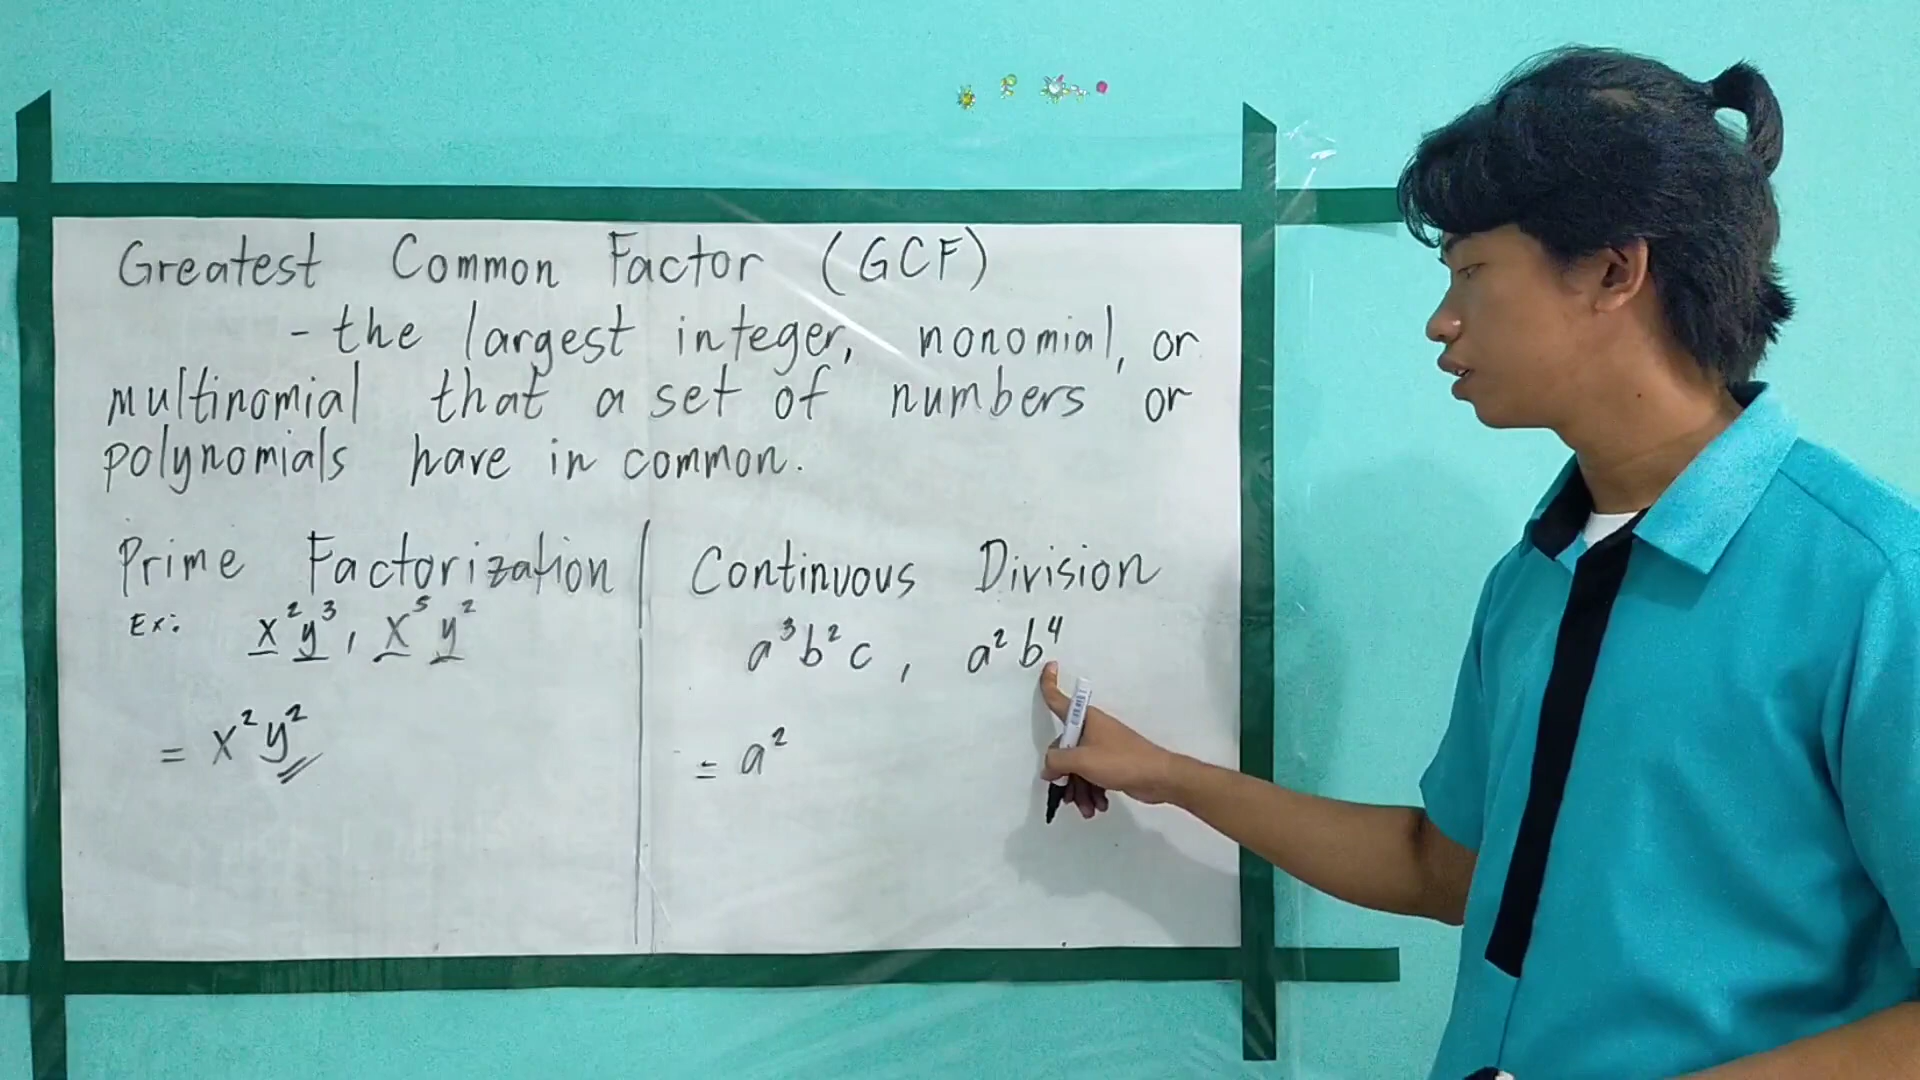 Greatest Common Factor (GCF)
- the largest integer, nonomial, or
multinomial that a set of numbers or
polynomials have in common.
Prime Factorization
Ex: x²y³, x⁵y²
= x²y²
Continuous Division
a³b²c, a²b⁴
= a²